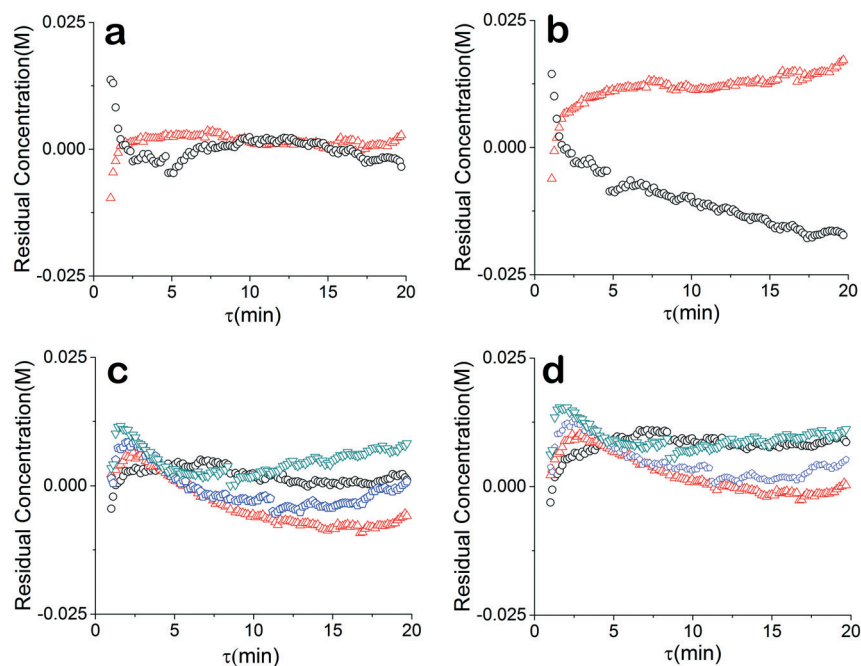 a
0.025
0.000
-0.025
Residual Concentration(M)
0 5 10 15 20
τ(min)
b
0.025
0.000
-0.025
Residual Concentration(M)
0 5 10 15 20
τ(min)
c
0.025
0.000
-0.025
Residual Concentration(M)
0 5 10 15 20
τ(min)
d
0.025
0.000
-0.025
Residual Concentration(M)
0 5 10 15 20
τ(min)